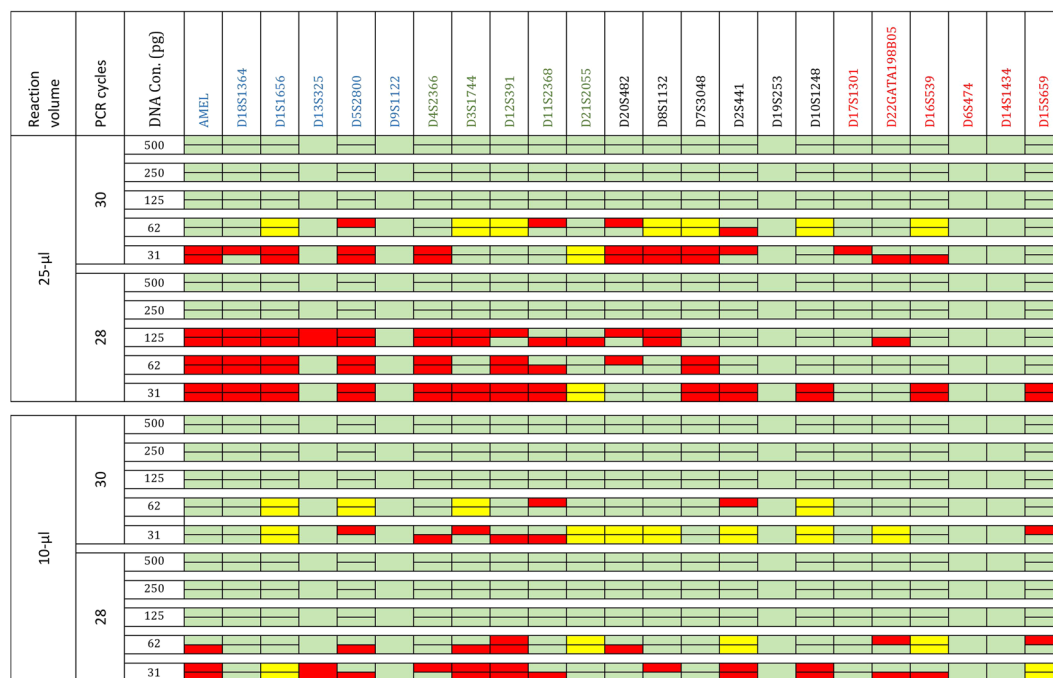 Reaction volume
PCR cycles
DNA Con. (pg)
AMEL
D18S1364
D1S1656
D13S325
D5S2800
D9S1122
D4S2366
D3S1744
D12S391
D11S2368
D21S2055
D20S482
D8S1132
D7S3048
D2S441
D19S253
D10S1248
D17S1301
D22GATA198B05
D16S539
D6S474
D14S1434
D15S659
25-µl
30
500
250
125
62
31
28
500
250
125
62
31
10-µl
30
500
250
125
62
31
28
500
250
125
62
31